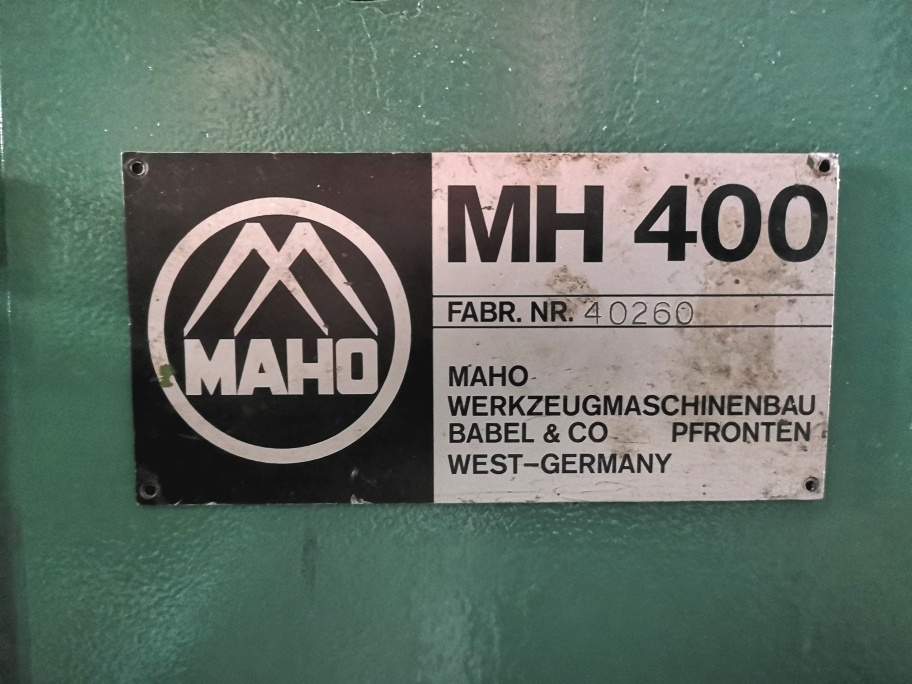 MAHO
MH 400
FABR. NR. 40260
MAHO
WERKZEUGMASCHINENBAU
BABEL & CO PFRONTEN
WEST-GERMANY